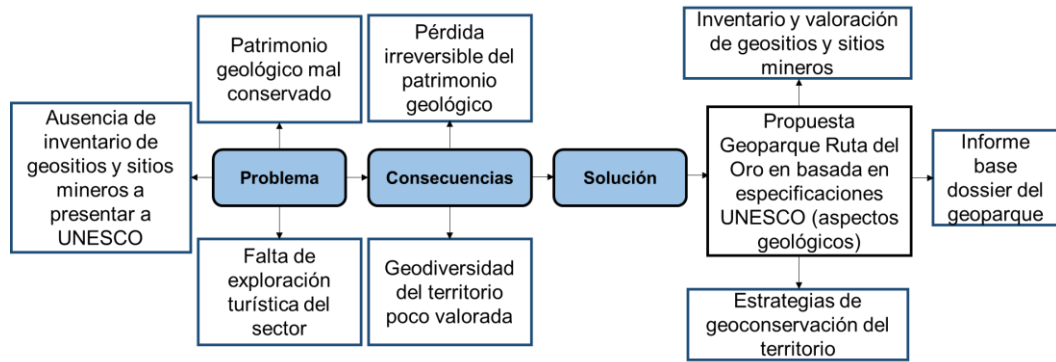 Patrimonio
geológico mal
conservado
Pérdida
irreversible del
patrimonio
geológico
Inventario y valoración
de geositios y sitios
mineros
Ausencia de
inventario de
geositios y sitios
mineros a
presentar a
UNESCO
Problema
Consecuencias
Solución
Propuesta
Geoparque Ruta del
Oro en basada en
especificaciones
UNESCO (aspectos
geológicos)
Informe
base
dossier del
geoparque
Falta de
exploración
turística del
sector
Geodiversidad
del territorio
poco valorada
Estrategias de
geoconservación del
territorio